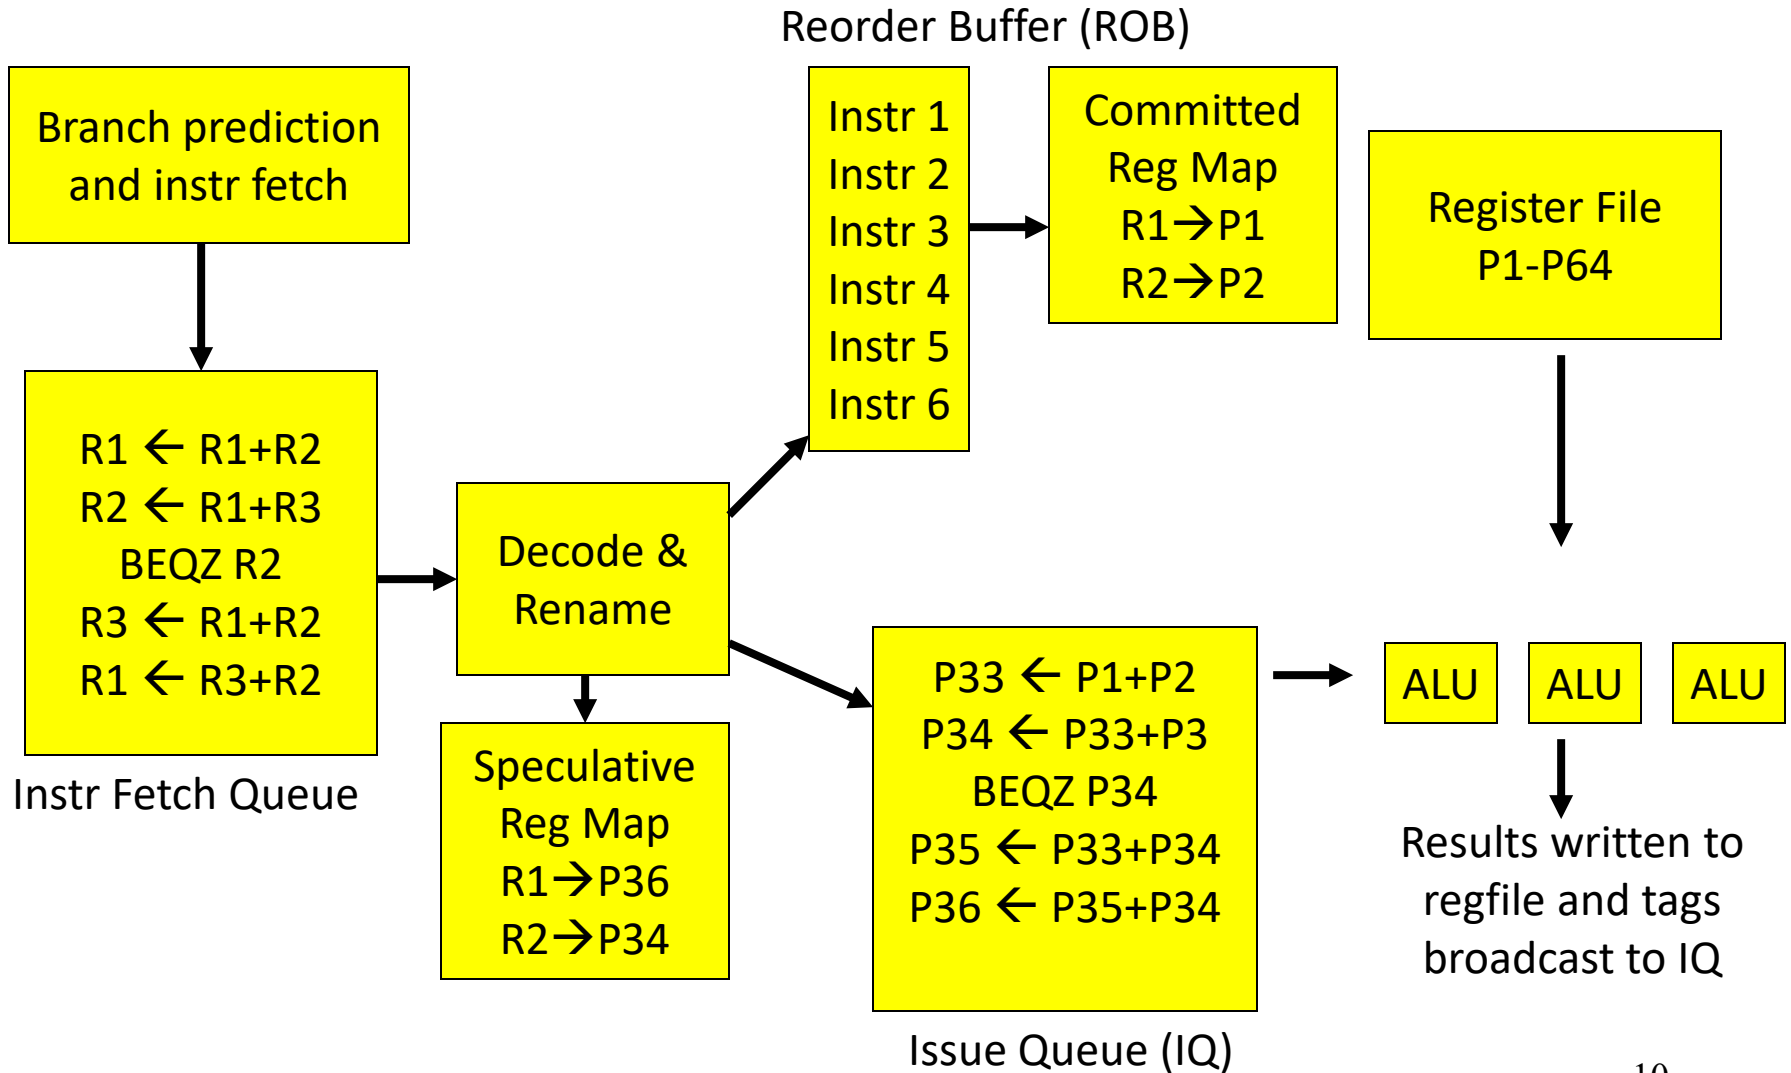 Reorder Buffer (ROB)
Branch prediction
and instr fetch
Instr 1
Instr 2
Instr 3
Instr 4
Instr 5
Instr 6
Committed
Reg Map
R1→P1
R2→P2
Register File
P1-P64
R1 ← R1+R2
R2 ← R1+R3
BEQZ R2
R3 ← R1+R2
R1 ← R3+R2
Instr Fetch Queue
Decode &
Rename
Speculative
Reg Map
R1→P36
R2→P34
P33 ← P1+P2
P34 ← P33+P3
BEQZ P34
P35 ← P33+P34
P36 ← P35+P34
Issue Queue (IQ)
ALU
ALU
ALU
Results written to
regfile and tags
broadcast to IQ
10